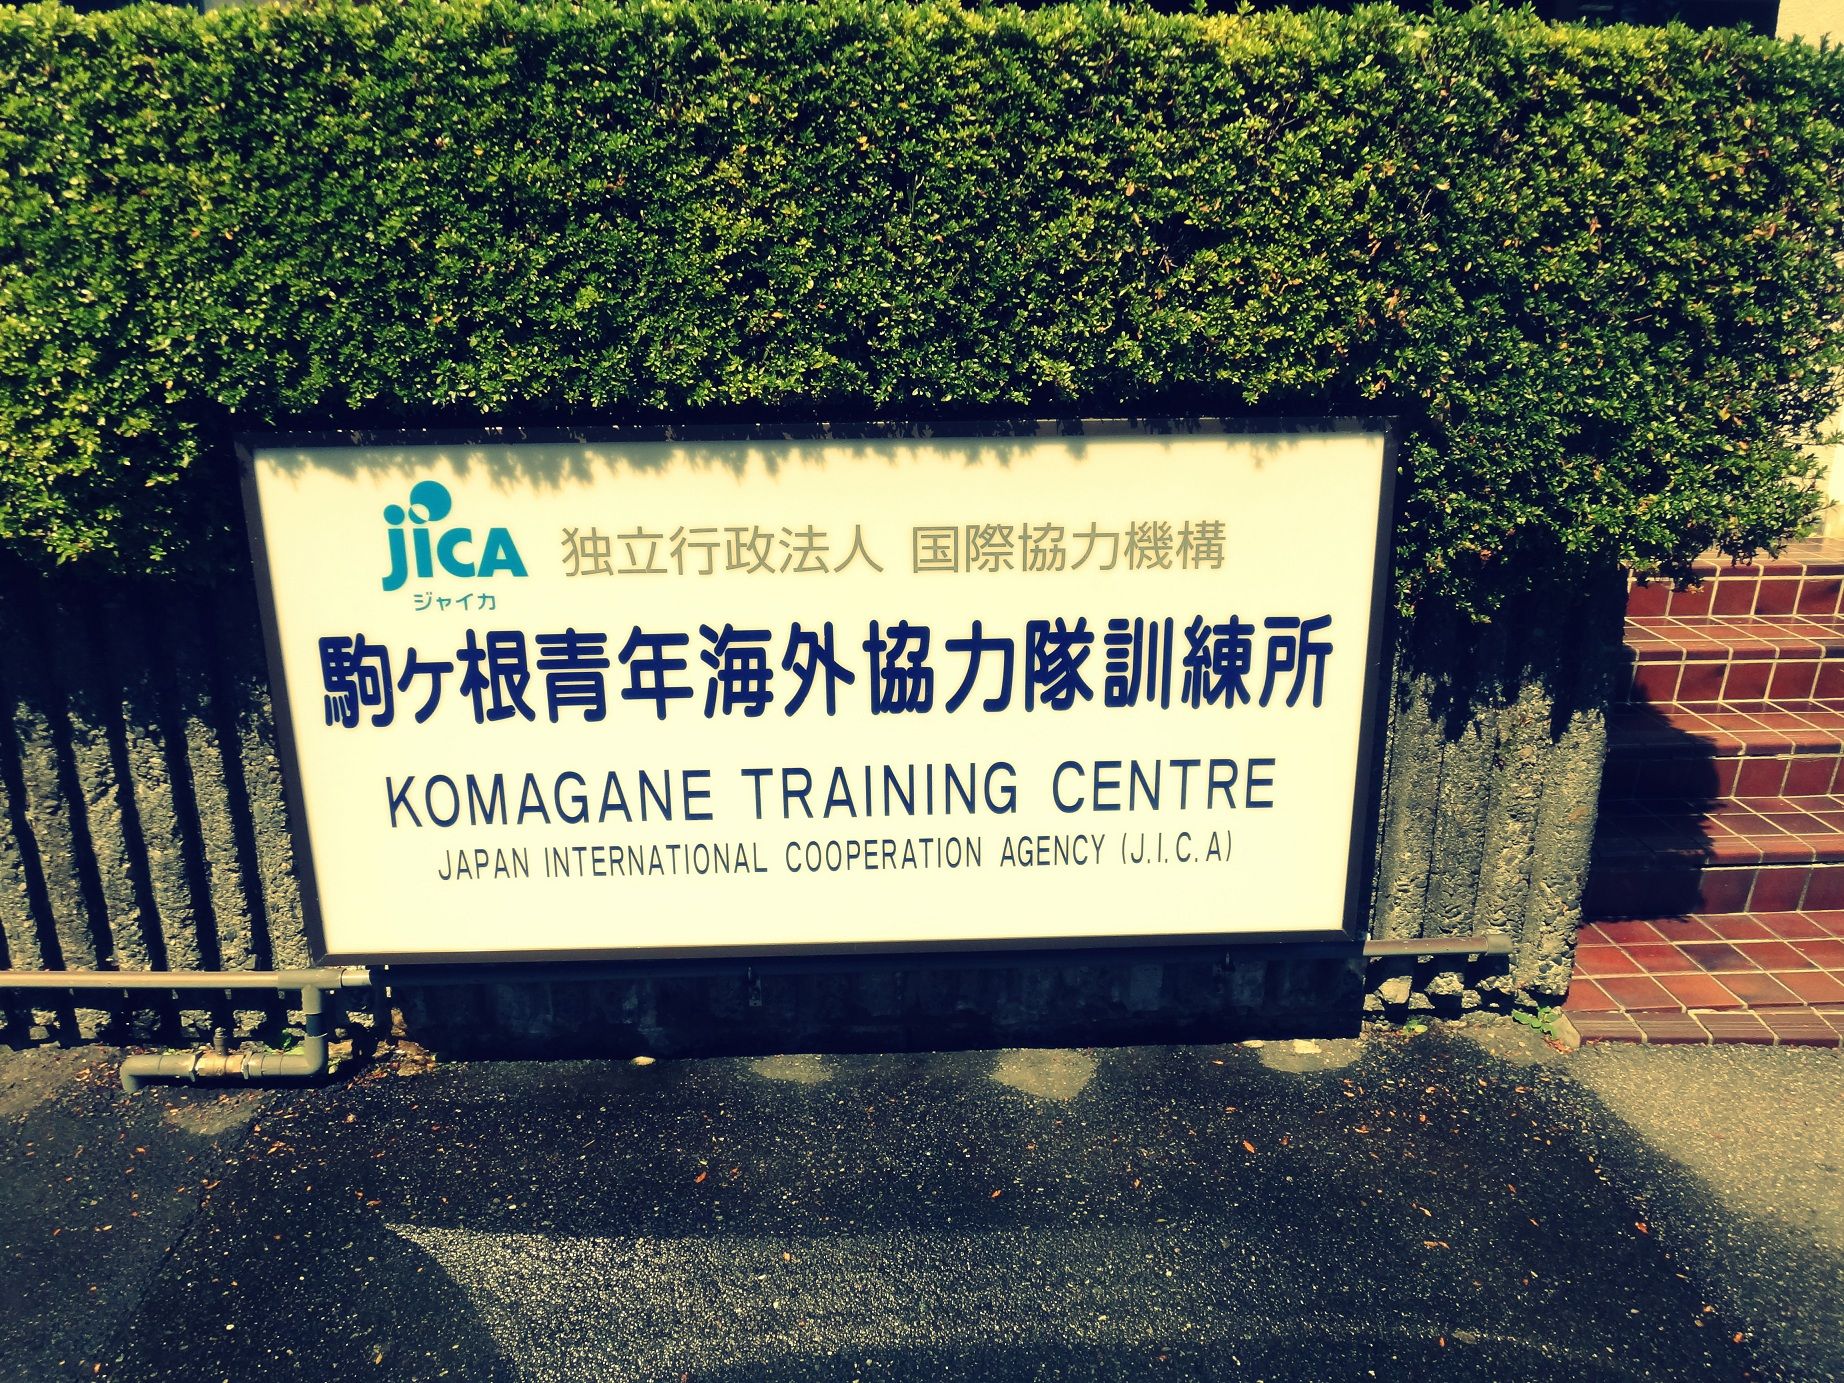 JICA 独立行政法人 国際協力機構
ジャイカ
駒ヶ根青年海外協力隊訓練所
KOMAGANE TRAINING CENTRE
JAPAN INTERNATIONAL COOPERATION AGENCY (J.I.C.A)